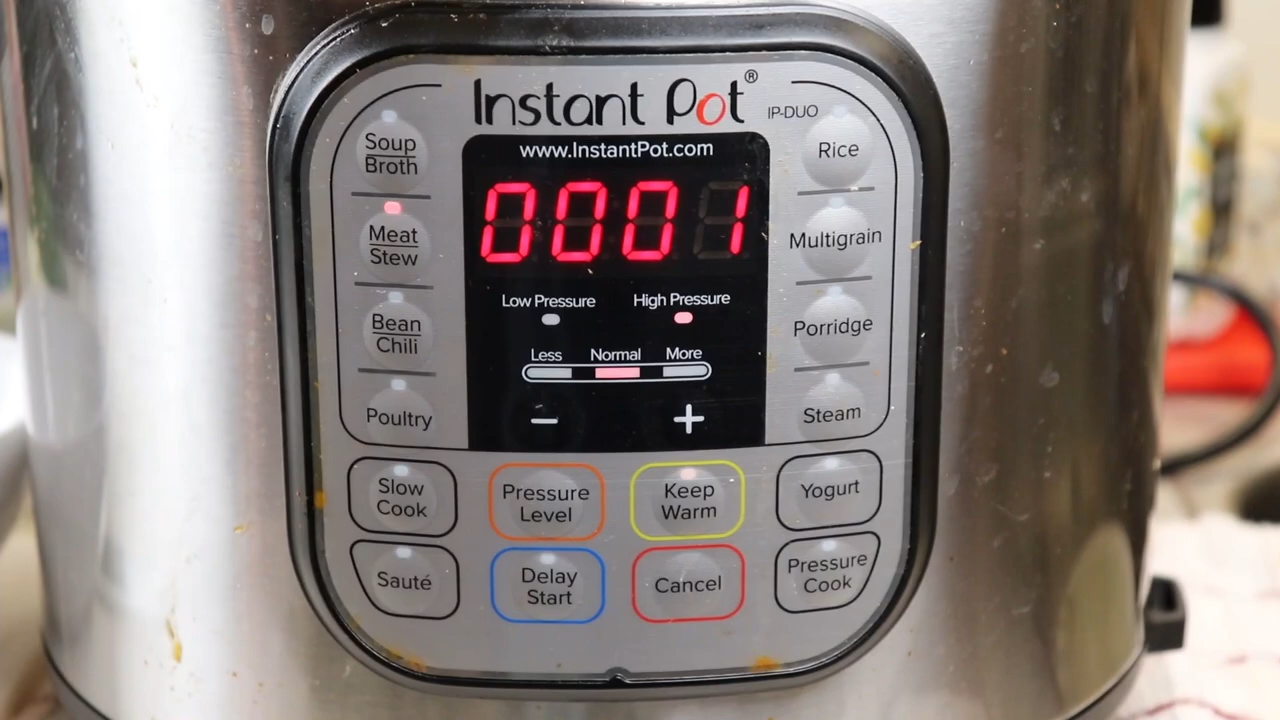 Instant Pot®
IP-DUO
www.InstantPot.com
0001
Low Pressure
High Pressure
Less
Normal
More
−
+
Soup
Broth
Meat
Stew
Bean
Chili
Poultry
Rice
Multigrain
Porridge
Steam
Slow
Cook
Pressure
Level
Keep
Warm
Yogurt
Sauté
Delay
Start
Cancel
Pressure
Cook